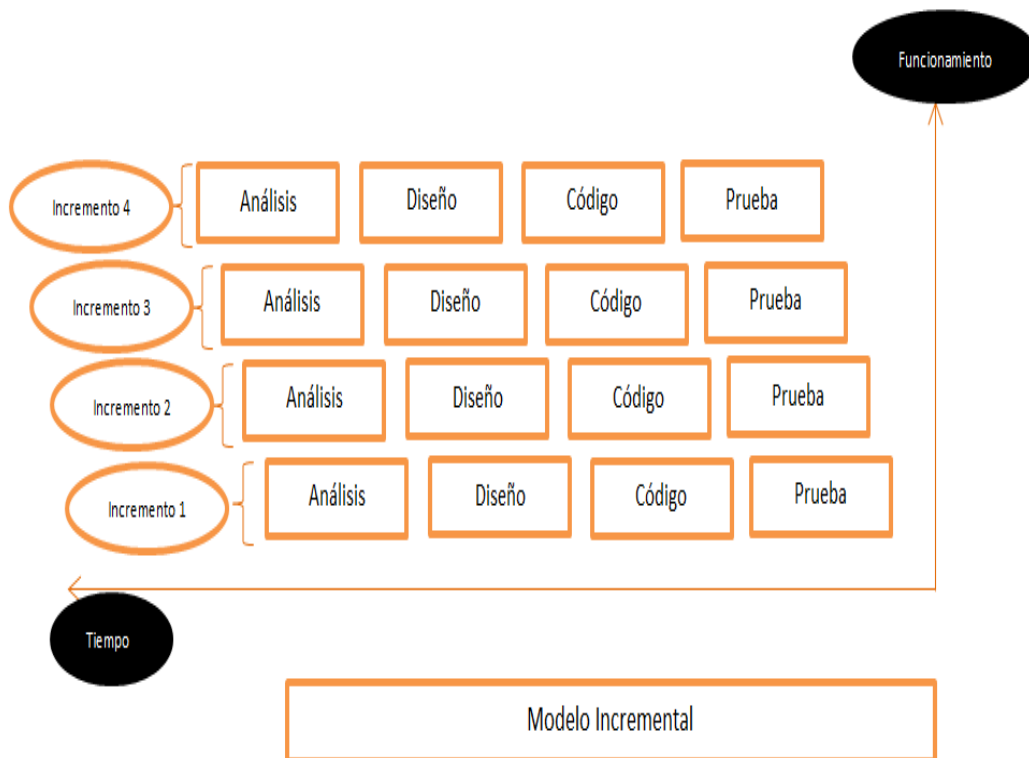 Funcionamiento
Incremento 4
Análisis
Diseño
Código
Prueba
Incremento 3
Análisis
Diseño
Código
Prueba
Incremento 2
Análisis
Diseño
Código
Prueba
Incremento 1
Análisis
Diseño
Código
Prueba
Tiempo
Modelo Incremental